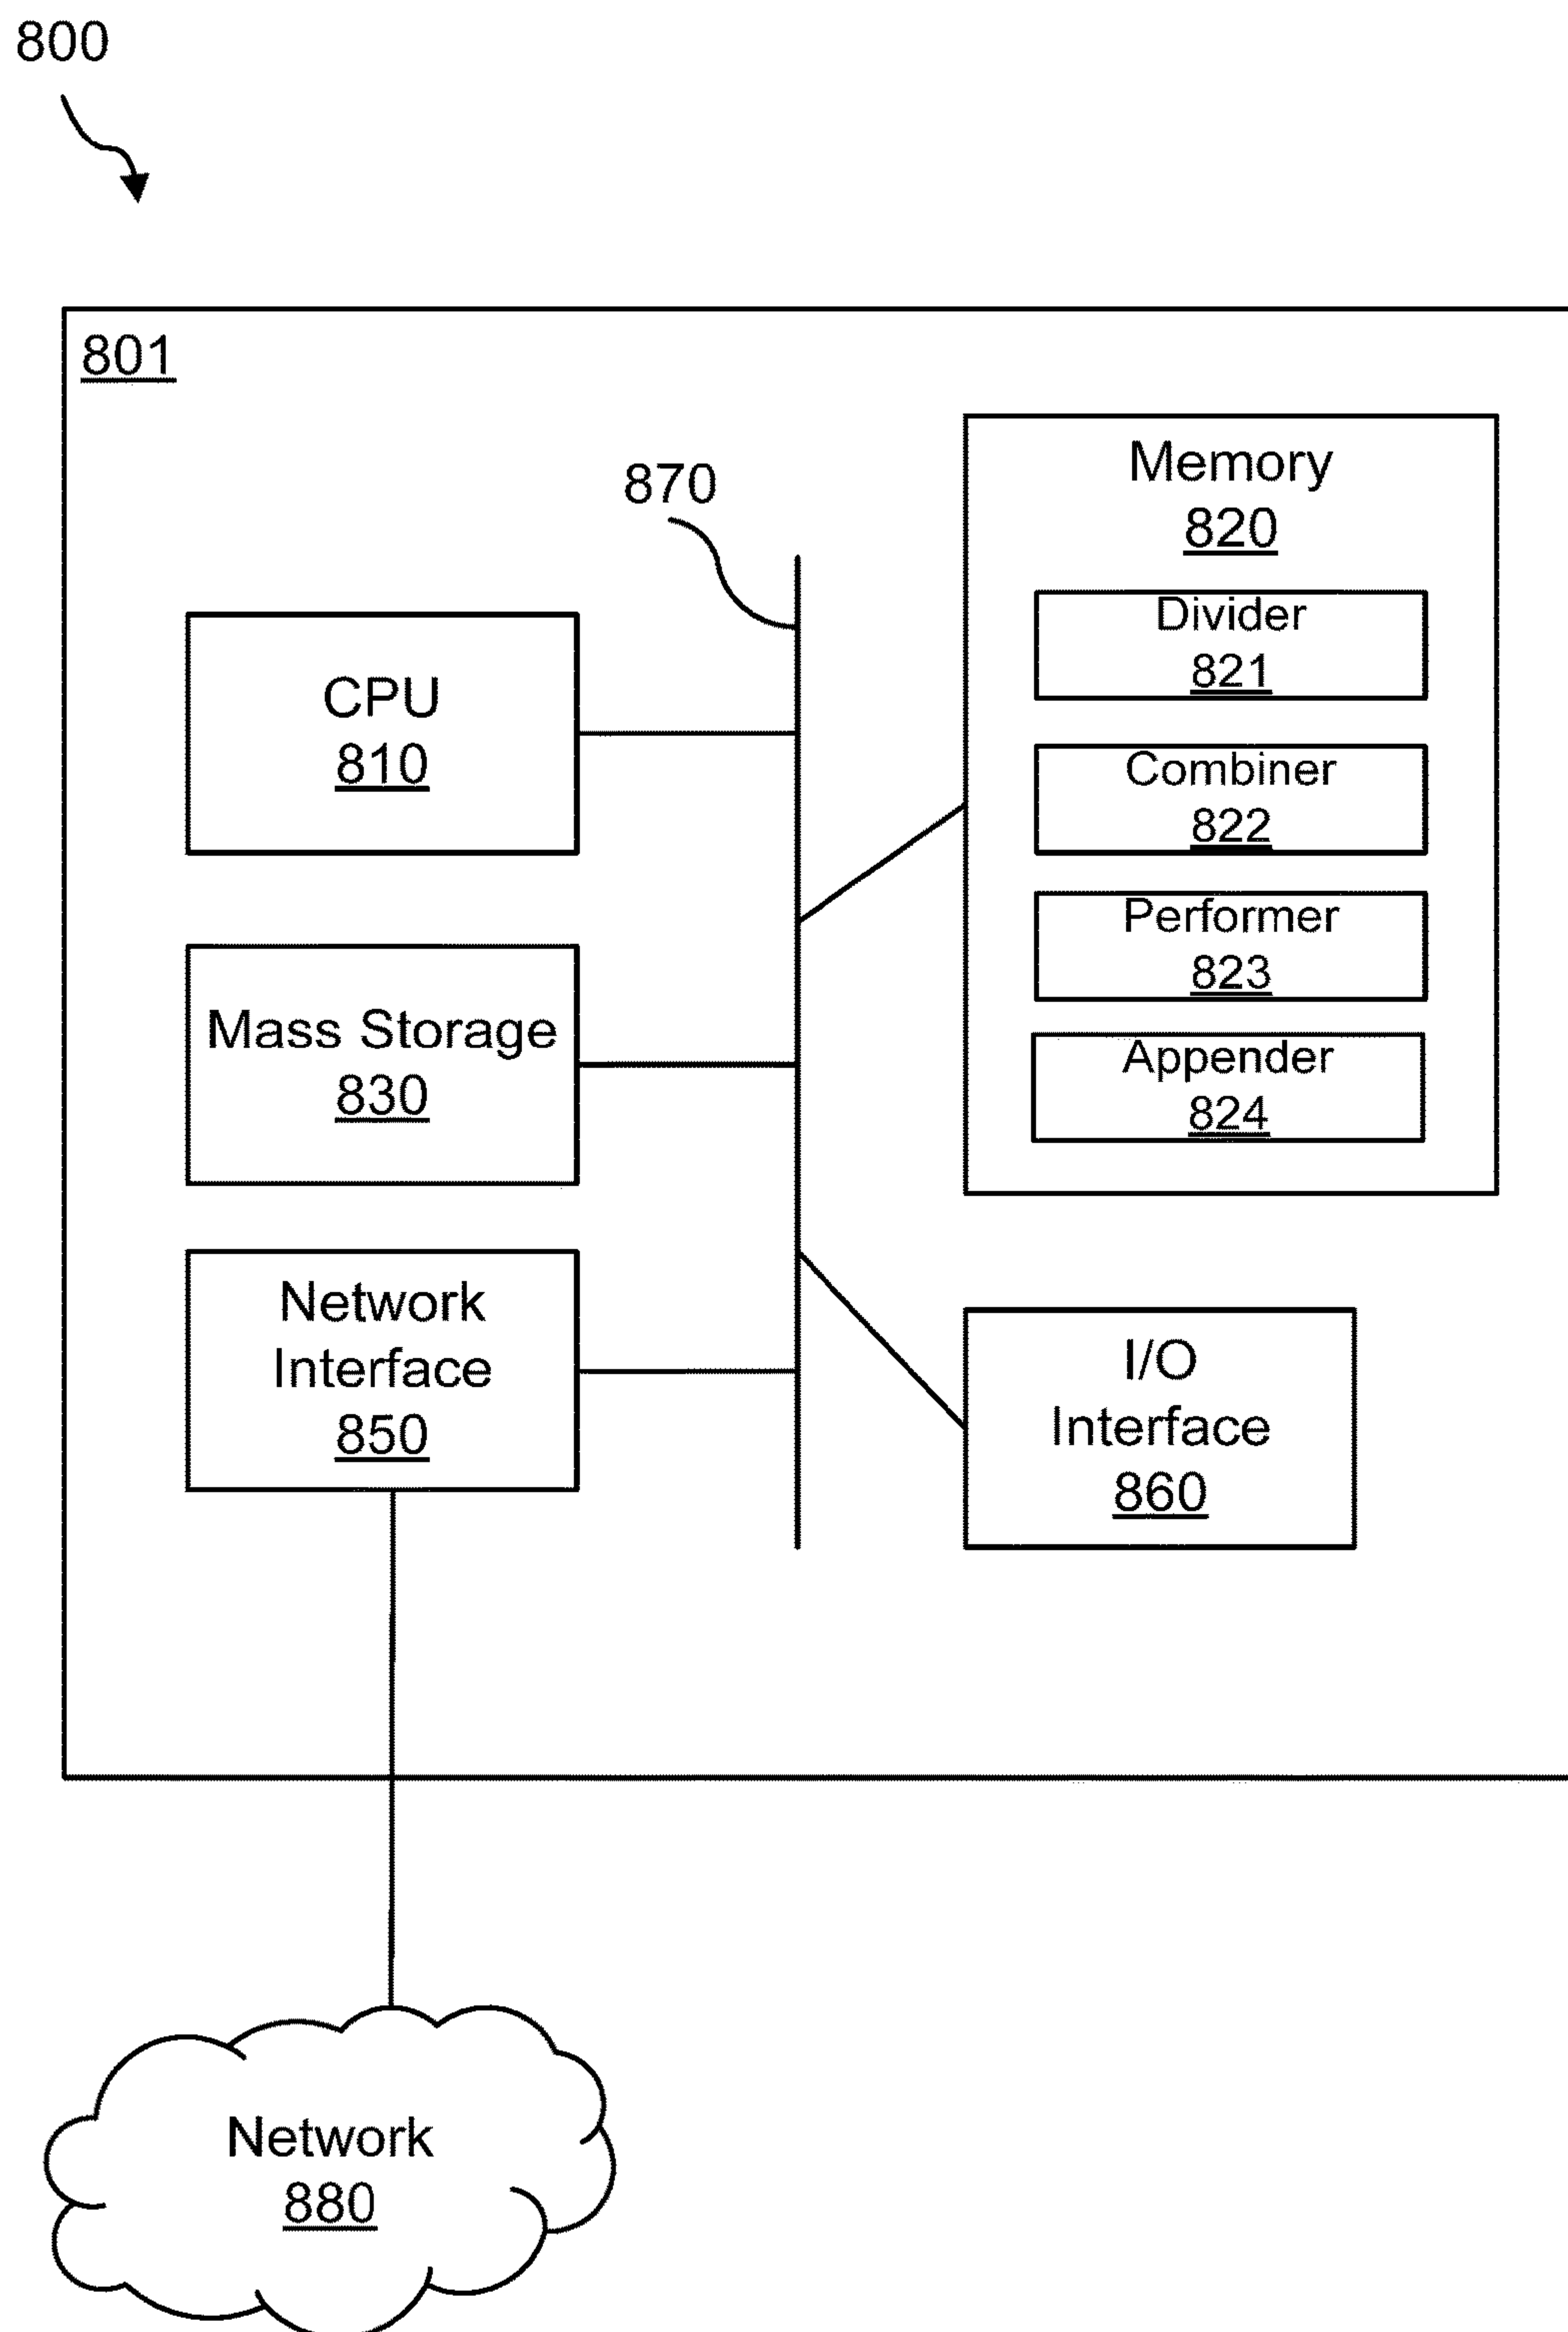 800
801
870
Memory
820
Divider
821
CPU
810
Combiner
822
Performer
823
Mass Storage
830
Appender
824
Network
Interface
850
I/O
Interface
860
Network
880